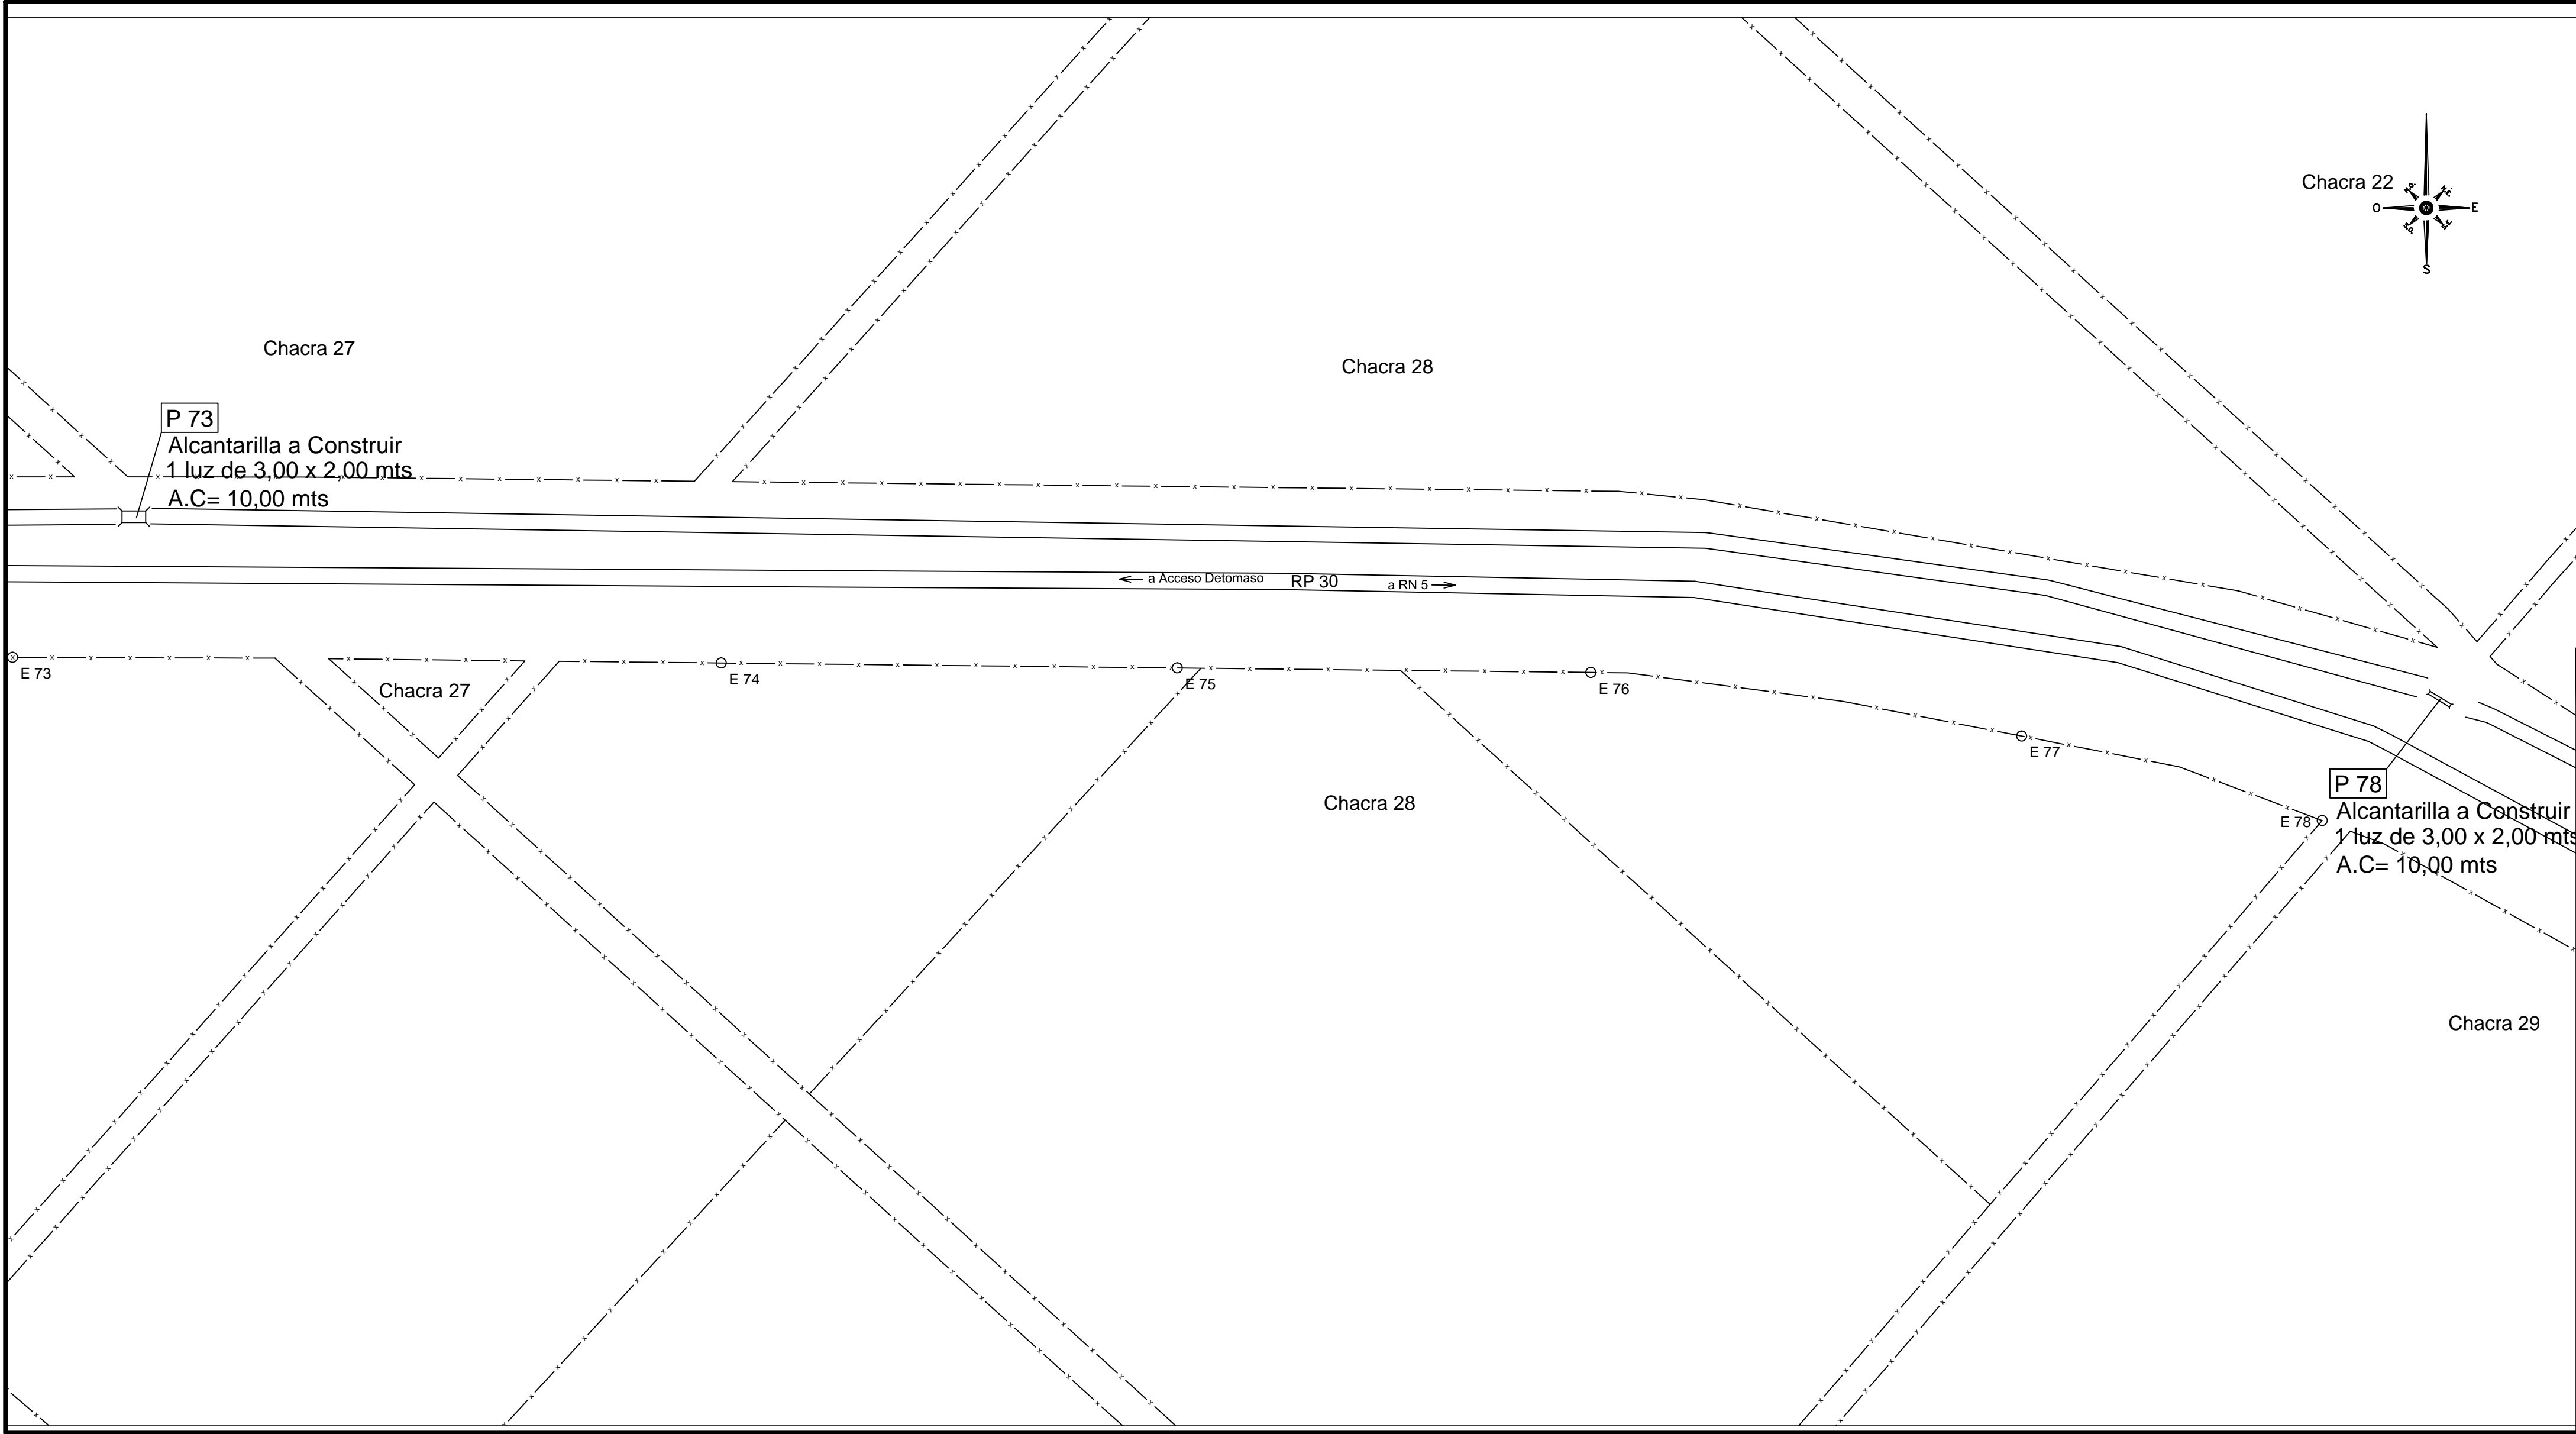 Chacra 22
N.O.
N.E.
O
E
S.O.
S.E.
S
Chacra 27
Chacra 28
P 73
Alcantarilla a Construir
1 luz de 3,00 x 2,00 mts
A.C= 10,00 mts
a Acceso Detomaso
RP 30
a RN 5
E 73
Chacra 27
E 74
E 75
E 76
E 77
Chacra 28
P 78
E 78
Alcantarilla a Construir
1 luz de 3,00 x 2,00 mts
A.C= 10,00 mts
Chacra 29